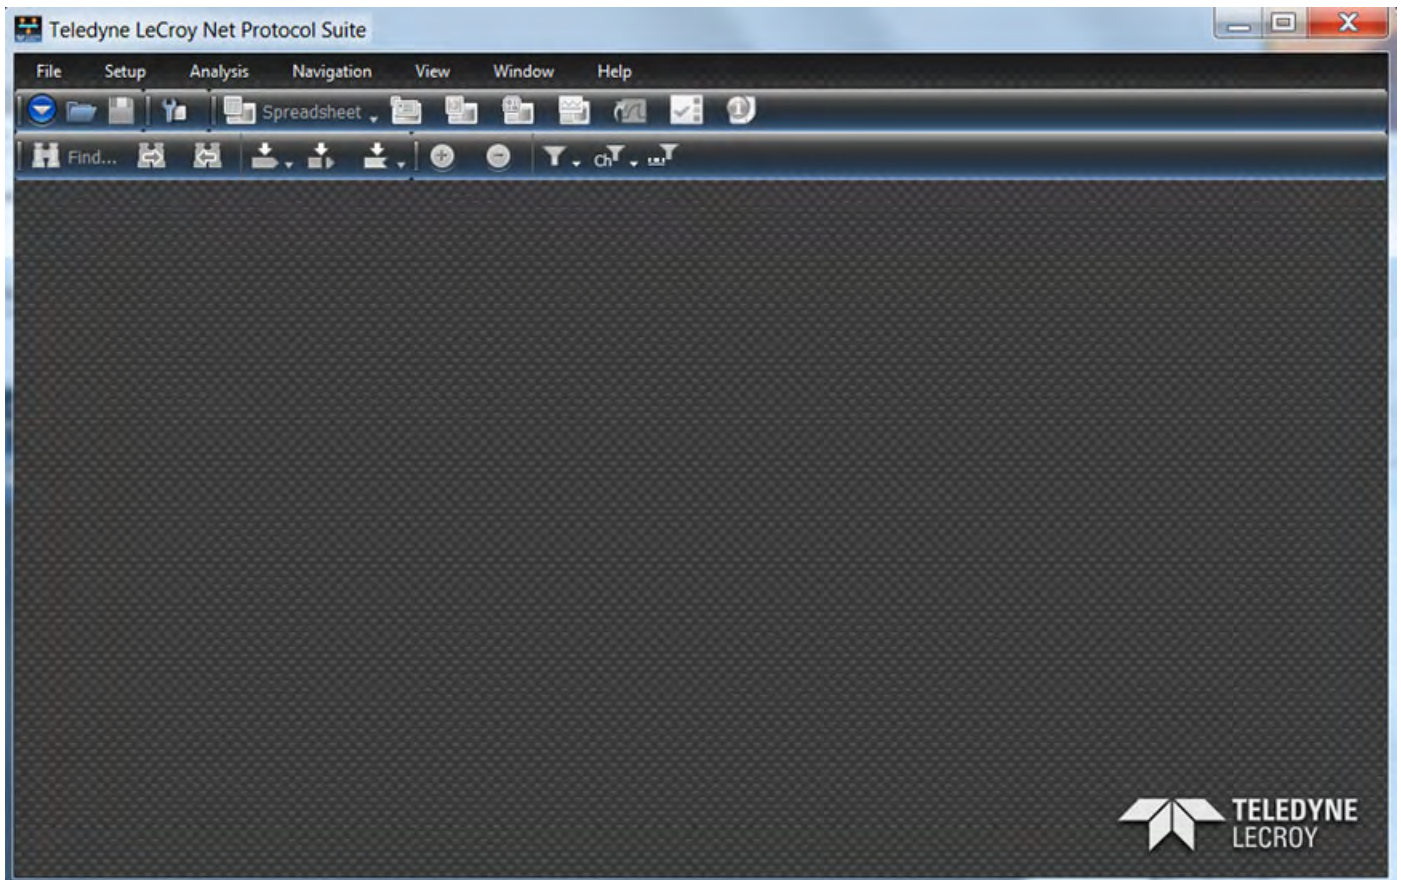 Teledyne LeCroy Net Protocol Suite
File Setup Analysis Navigation View Window Help
Spreadsheet
Find...
Ch
TELEDYNE
LECROY